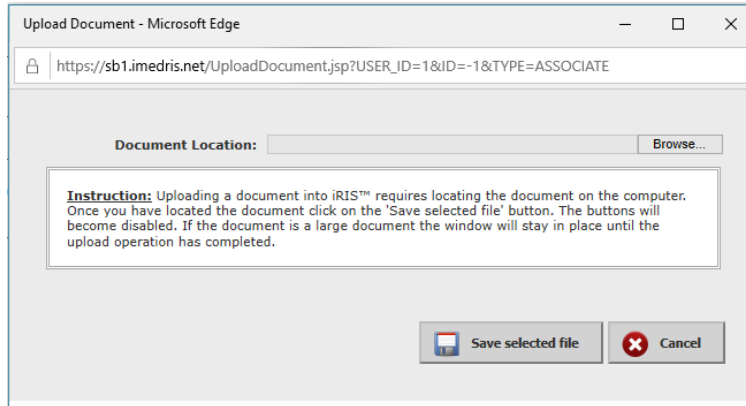 Upload Document - Microsoft Edge
https://sb1.imedris.net/UploadDocument.jsp?USER_ID=1&ID=-1&TYPE=ASSOCIATE
Document Location: Browse...
Instruction: Uploading a document into iRIS™ requires locating the document on the computer.
Once you have located the document click on the 'Save selected file' button. The buttons will
become disabled. If the document is a large document the window will stay in place until the
upload operation has completed.
Save selected file Cancel